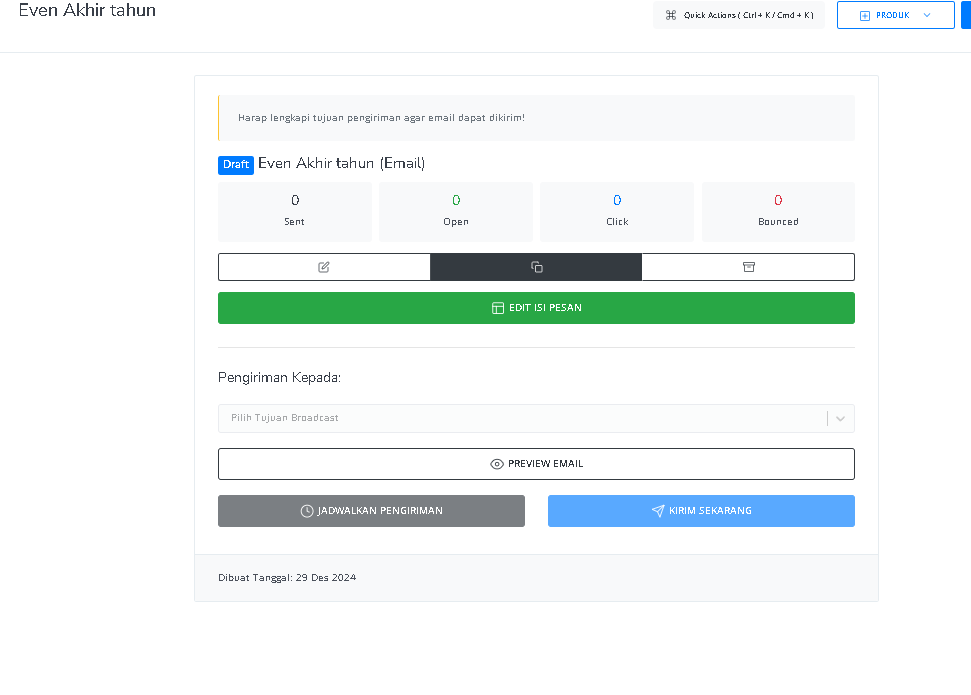 Even Akhir tahun
Quick Actions ( Ctrl + K / Cmd + K )
PRODUK
Harap lengkapi tujuan pengiriman agar email dapat dikirim!
Draft Even Akhir tahun (Email)
0 0 0 0
Sent Open Click Bounced
EDIT ISI PESAN
Pengiriman Kepada:
Pilih Tujuan Broadcast
PREVIEW EMAIL
JADWALKAN PENGIRIMAN KIRIM SEKARANG
Dibuat Tanggal: 29 Des 2024